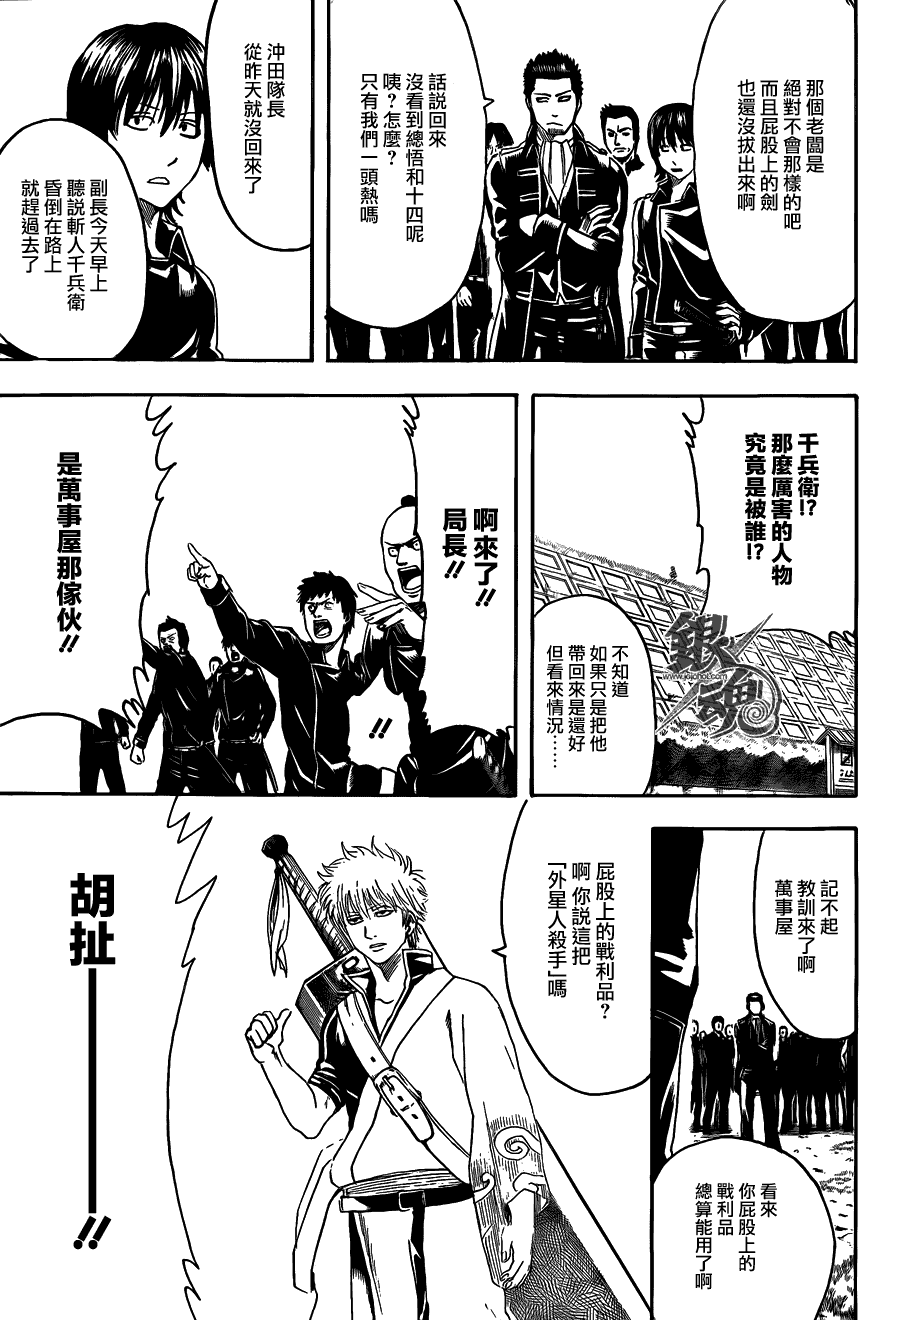 那個老闆是
絕對不會那樣的吧
而且屁股上的劍
也還沒拔出來啊
話說回來
沒看到總悟和十四呢
咦？怎麼？
只有我們一頭熱嗎
沖田隊長
從昨天就沒回來了
副長今天早上
聽說斬人千兵衛
昏倒在路上
就趕過去了
千兵衛!?
那麼厲害的人物
究竟是被誰!?
不知道
如果只是把他
帶回來是還好
但看來情況……
銀魂
www.jojohot.com
啊來了!!
局長!!
!!
是萬事屋那傢伙!!
記不起
教訓來了啊
萬事屋
看來
你屁股上的
戰利品
總算能用了啊
屁股上的戰利品？
啊 你說這把
「外星人殺手」嗎
胡扯——!!